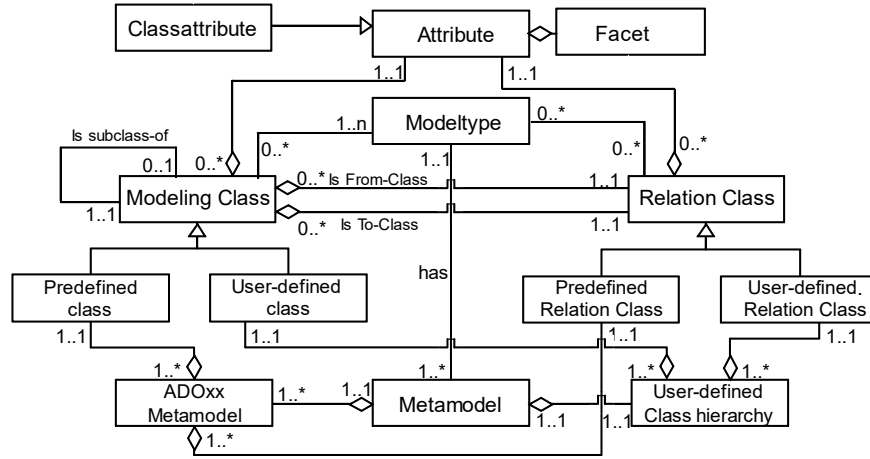 Classattribute
Attribute
Facet
1..1
1..1
Is subclass-of
1..n
Modeltype
0..*
0..1
0..*
0..*
1..1
0..*
0..*
Modeling Class
0..*
Is From-Class
1..1
Relation Class
1..1
0..*
Is To-Class
1..1
has
Predefined
class
User-defined
class
Predefined
Relation Class
User-defined.
Relation Class
1..1
1..1
1..1
1..1
1..*
1..*
1..*
1..*
ADOxx
Metamodel
1..*
1..1
Metamodel
1..1
1..1
User-defined
Class hierarchy
1..*